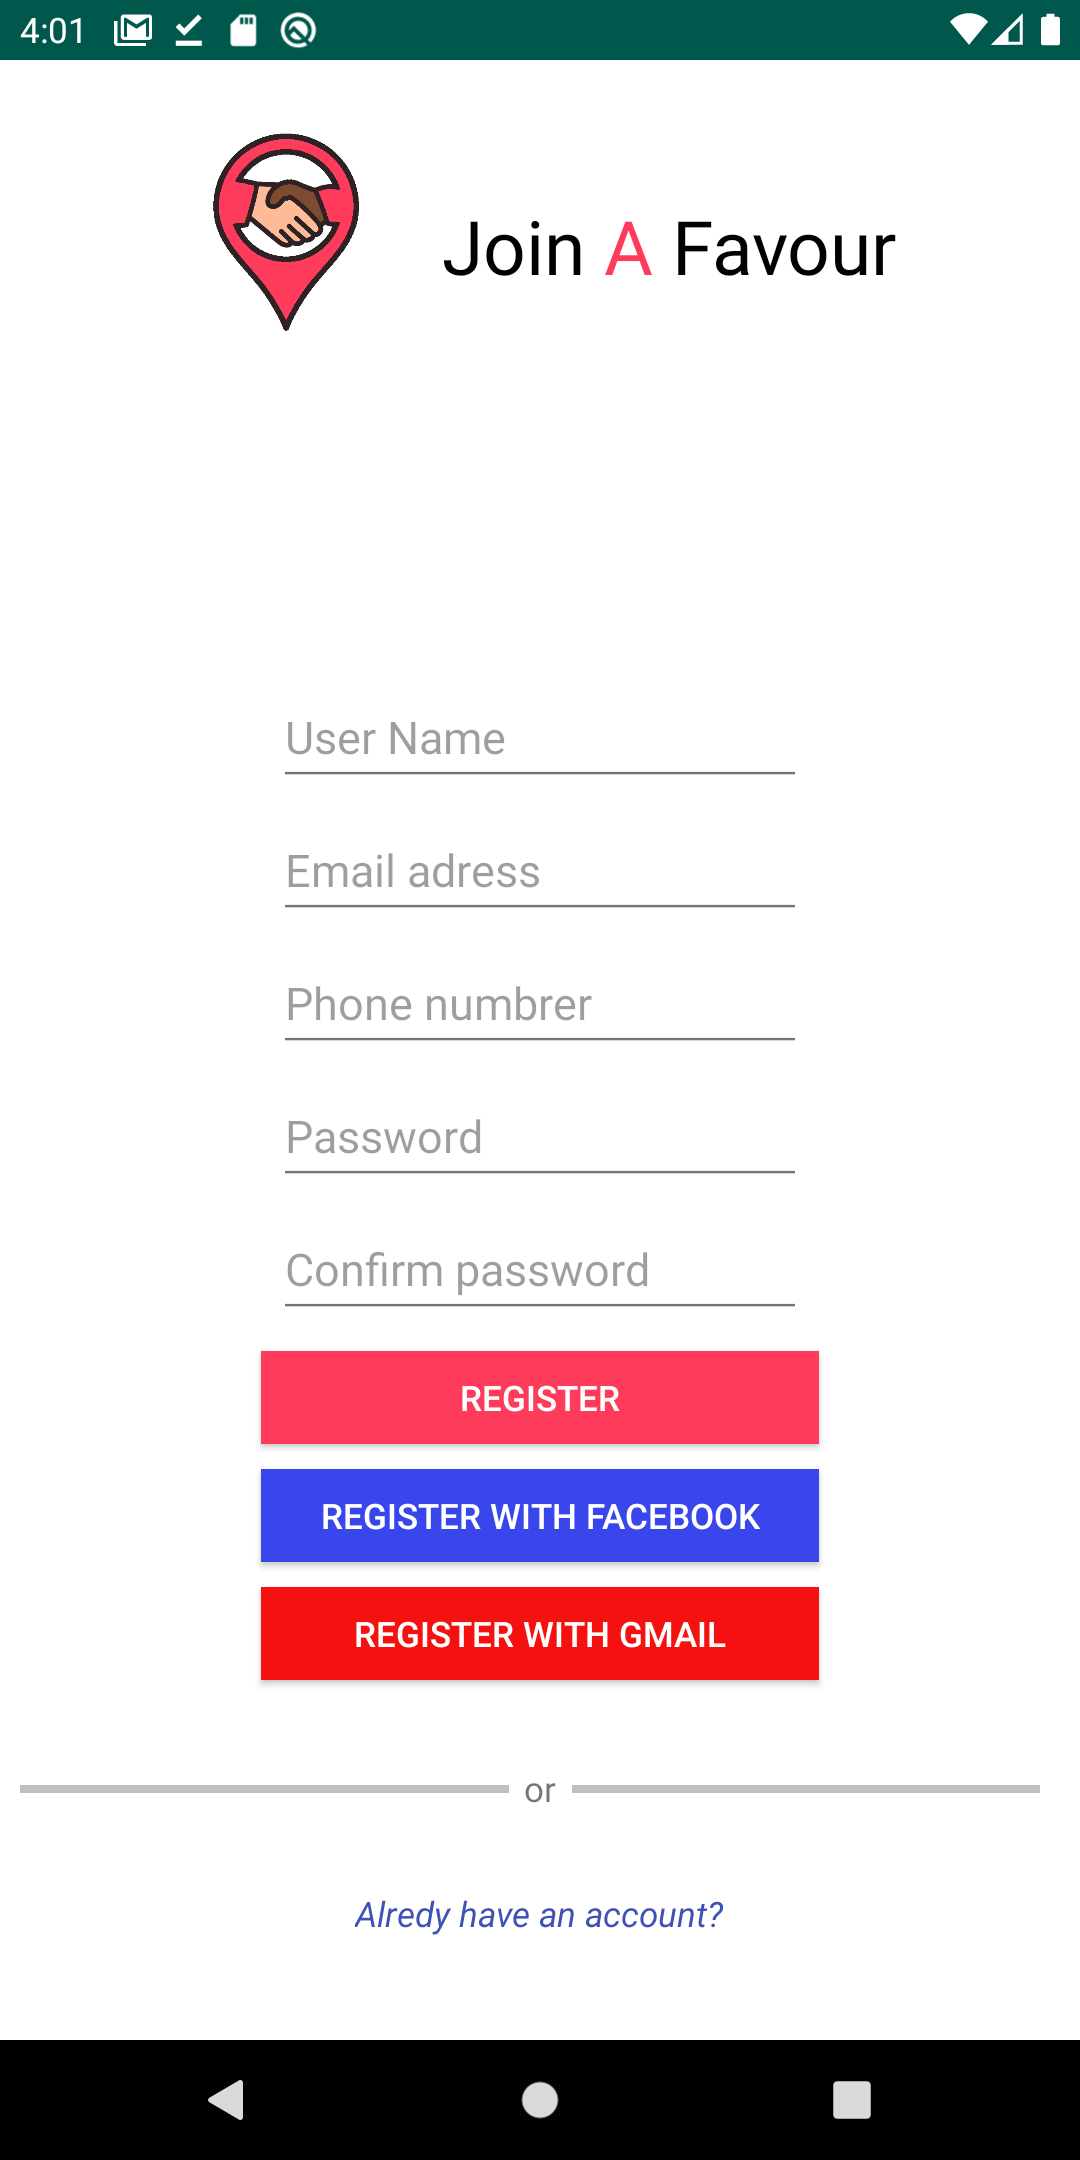 4:01
Join A Favour
User Name
Email adress
Phone numbrer
Password
Confirm password
REGISTER
REGISTER WITH FACEBOOK
REGISTER WITH GMAIL
or
Alredy have an account?